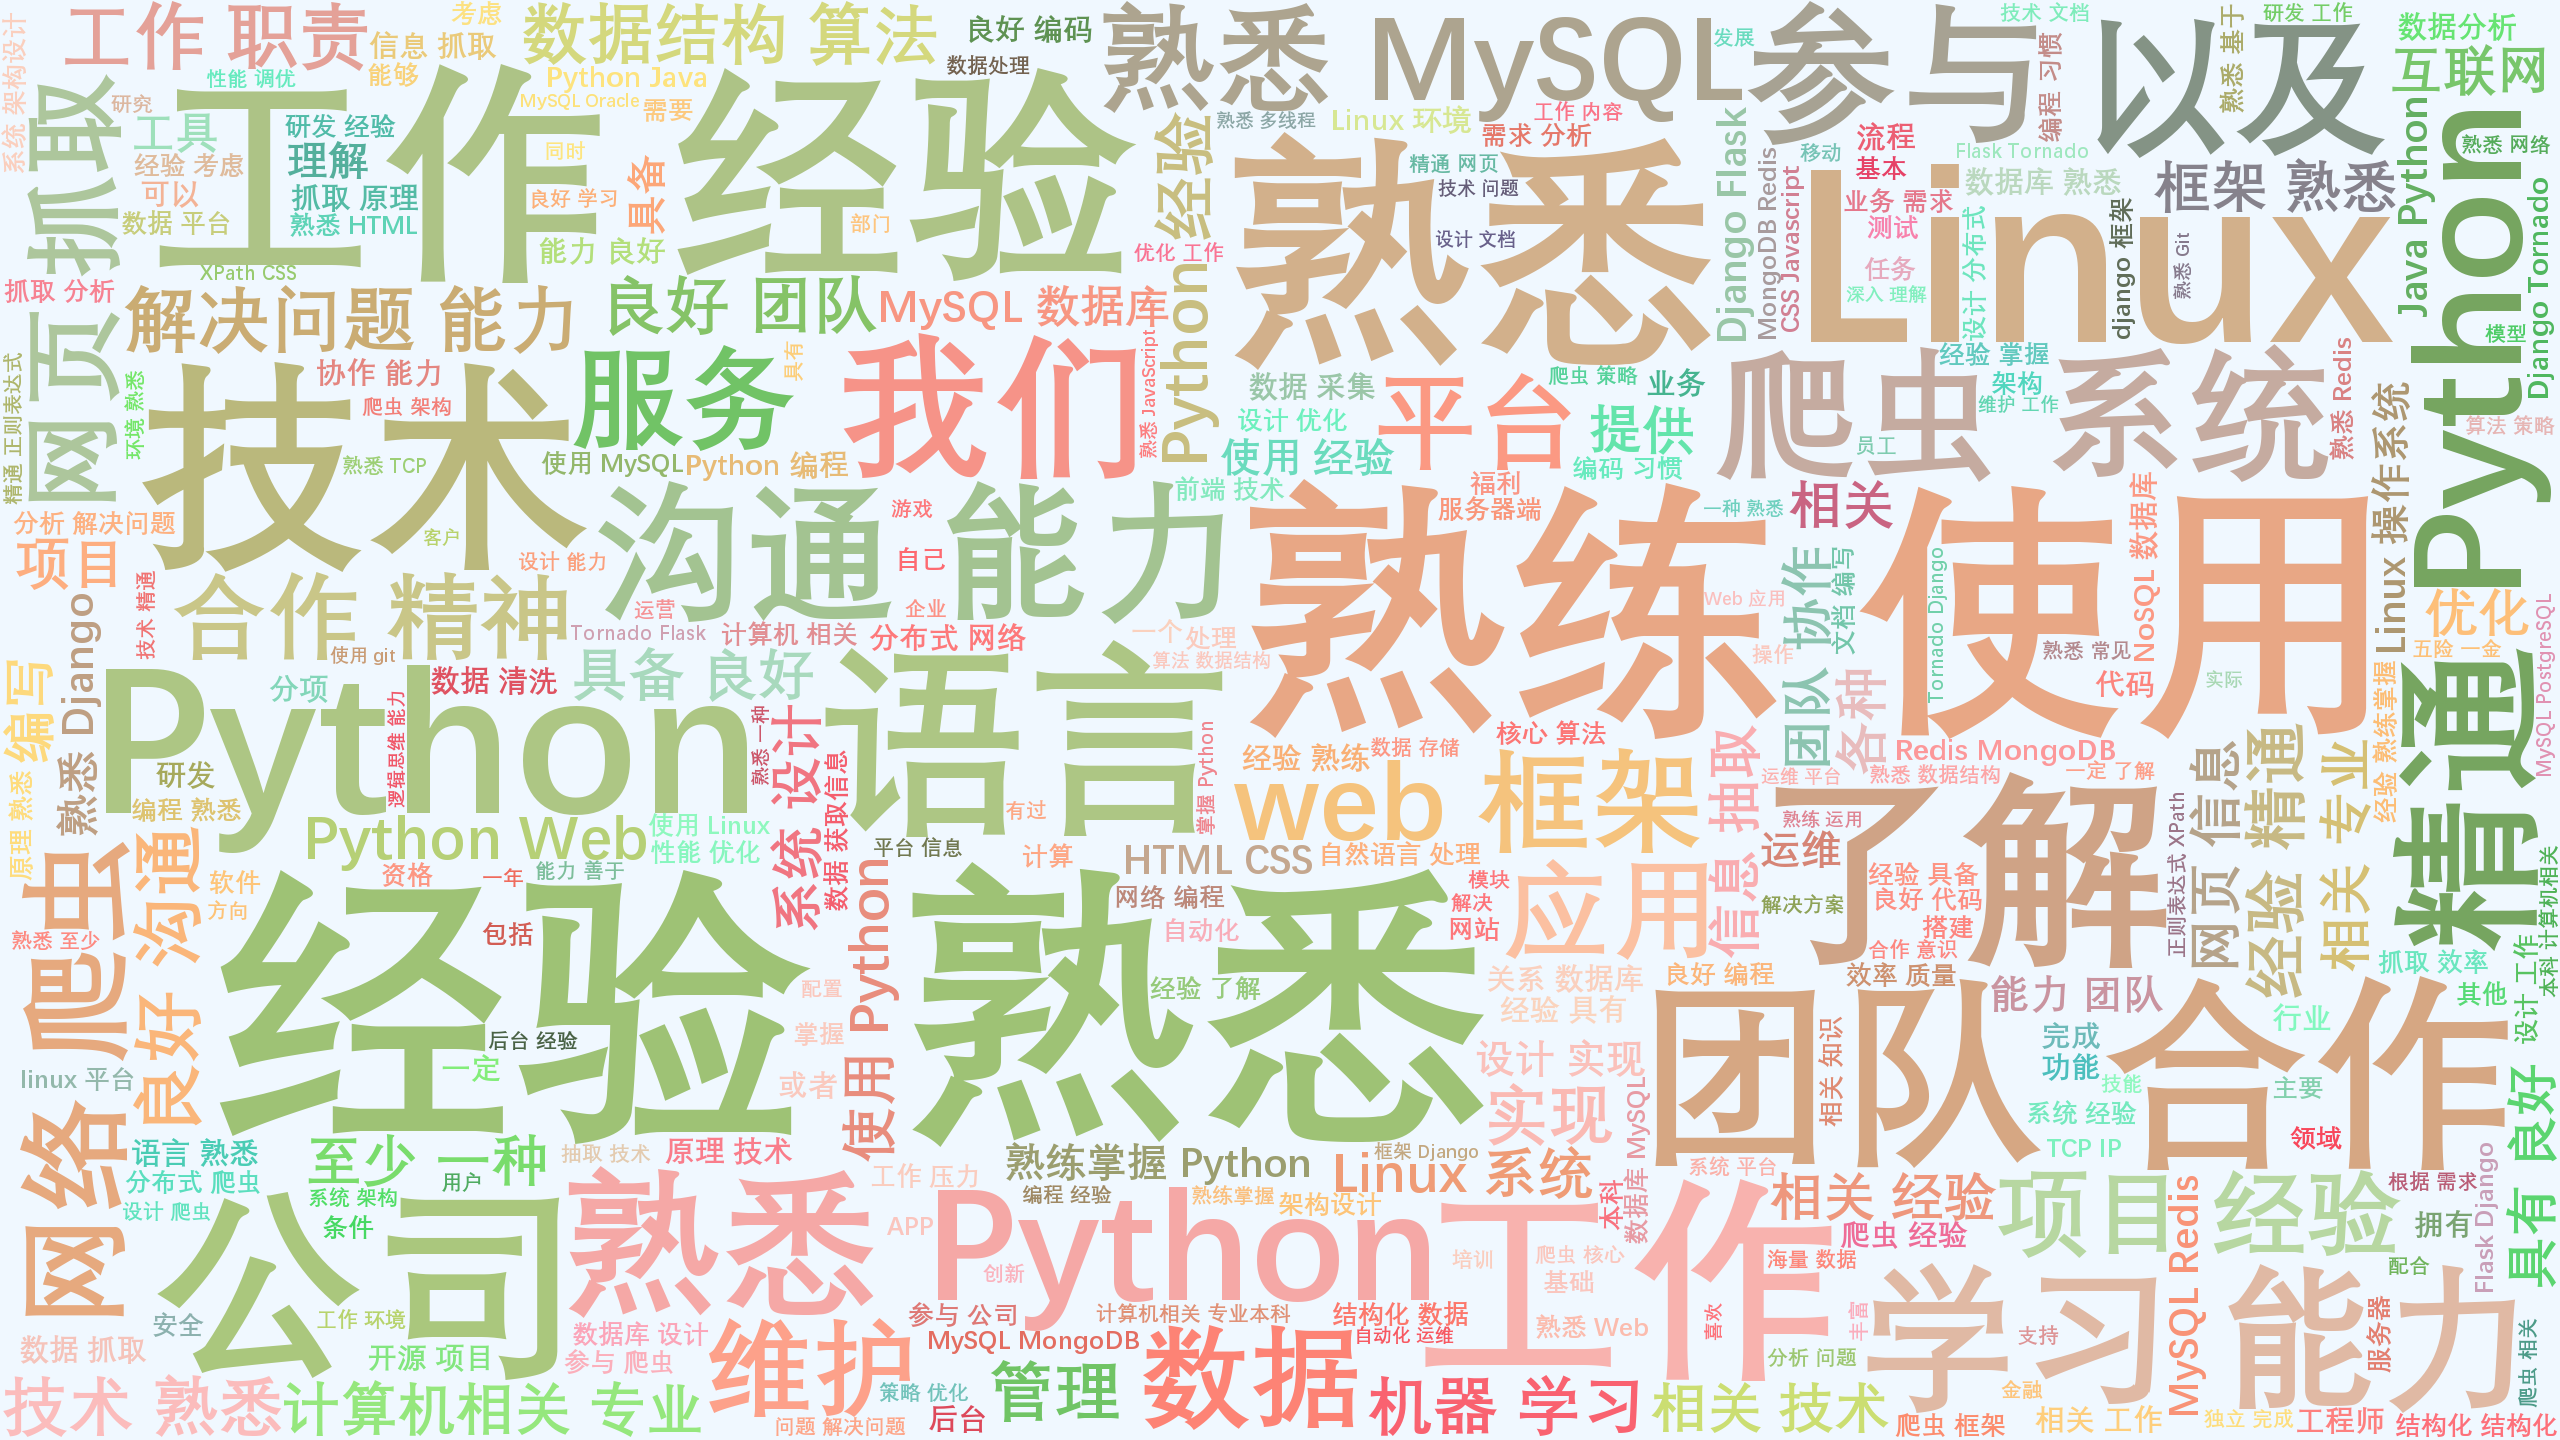 工作 职责
数据结构 算法
考虑
信息 抓取
能够
性能 调优
良好 编码
数据处理
熟悉 MySQL
参与
以及
发展
技术 文档
研发 工作
熟悉 基于
编程 习惯
数据分析
互联网
系统 架构设计
研究
工具
经验 考虑
可以
数据 平台
网页 抓取
工作 经验
研发 经验
理解
抓取 原理
熟悉 HTML
XPath CSS
Python Java
MySQL Oracle
需要
同时
良好 学习
具备
能力 良好
部门
熟悉 多线程
Linux 环境
工作 内容
需求 分析
精通 网页
技术 问题
设计 文档
优化 工作
Python 经验
熟悉 Linux
Django Flask
MongoDB Redis
CSS Javascript
流程
基本
移动
业务 需求
测试
任务
深入 理解
Flask Tornado
数据库 熟悉
设计 分布式
django 框架
熟悉 Git
框架 熟悉
Java Python
熟悉 网络
Django Tornado
模型
精通 Python
抓取 分析
解决问题 能力
良好 团队
MySQL 数据库
精通 正则表达式
环境 熟悉
协作 能力
爬虫 架构
熟悉 TCP
技术
服务
具有
我们
熟悉 JavaScript
使用 MySQL
Python 编程
数据 采集
设计 优化
使用 经验
前端 技术
平台
爬虫 策略
业务
提供
编码 习惯
爬虫 系统
经验 掌握
架构
维护 工作
员工
熟悉 Redis
算法 策略
Linux 操作系统
分析 解决问题
项目
客户
设计 能力
沟通 能力
游戏
自己
福利
服务器端
一种 熟悉
相关
熟练 使用
NoSQL 数据库
技术 精通
合作 精神
运营
企业
Tornado Flask
计算机 相关
分布式 网络
一个
处理
算法 数据结构
Web 应用
操作
团队 协作
文档 编写
Tornado Django
熟悉 常见
代码
实际
优化
五险 一金
MySQL PostgreSQL
使用 git
编写
熟悉 Django
分项
数据 清洗
具备 良好
Python 语言
逻辑思维 能力
熟悉 一种
系统 设计
数据 获取信息
掌握 Python
研发
编程 熟悉
原理 熟悉
Python Web
使用 Linux
性能 优化
有过
核心 算法
经验 熟练
数据 存储
web 框架
信息 抽取
各种
运维 平台
Redis MongoDB
熟悉 数据结构
一定 了解
熟练 运用
了解
正则表达式 XPath
网页 信息
经验 精通
相关 专业
经验 熟练掌握
网络 爬虫
良好 沟通
软件
方向
资格
一年
能力 善于
平台 信息
计算
HTML CSS
自然语言 处理
网络 编程
模块
解决
网站
应用
运维
解决方案
经验 具备
良好 代码
搭建
合作 意识
本科 计算机相关
熟悉 至少
包括
经验 熟悉
使用 Python
自动化
经验 了解
配置
掌握
或者
关系 数据库
经验 具有
良好 编程
效率 质量
能力 团队
抓取 效率
其他
设计 工作
后台 经验
一定
linux 平台
设计 实现
实现
团队 合作
相关 知识
完成
功能
技能
行业
主要
系统 经验
TCP IP
领域
具有 良好
语言 熟悉
分布式 爬虫
设计 爬虫
至少 一种
系统 架构
用户
条件
抽取 技术
原理 技术
工作 压力
熟练掌握 Python
框架 Django
编程 经验
熟练掌握
架构设计
Linux 系统
本科
数据库 MySQL
系统 平台
相关 经验
爬虫 经验
海量 数据
项目 经验
根据 需求
拥有
Flask Django
配合
公司
熟悉 Python
APP
创新
工作
培训
爬虫 核心
基础
安全
工作 环境
数据 抓取
开源 项目
数据库 设计
参与 爬虫
参与 公司
计算机相关 专业本科
结构化 数据
MySQL MongoDB
自动化 运维
熟悉 Web
喜欢
丰富
分析 问题
学习 能力
支持
MySQL Redis
服务器
爬虫 相关
技术 熟悉
计算机相关 专业
维护
策略 优化
问题 解决问题
后台
管理
数据
机器 学习
相关 技术
爬虫 框架
金融
相关 工作
独立 完成
工程师
结构化 结构化